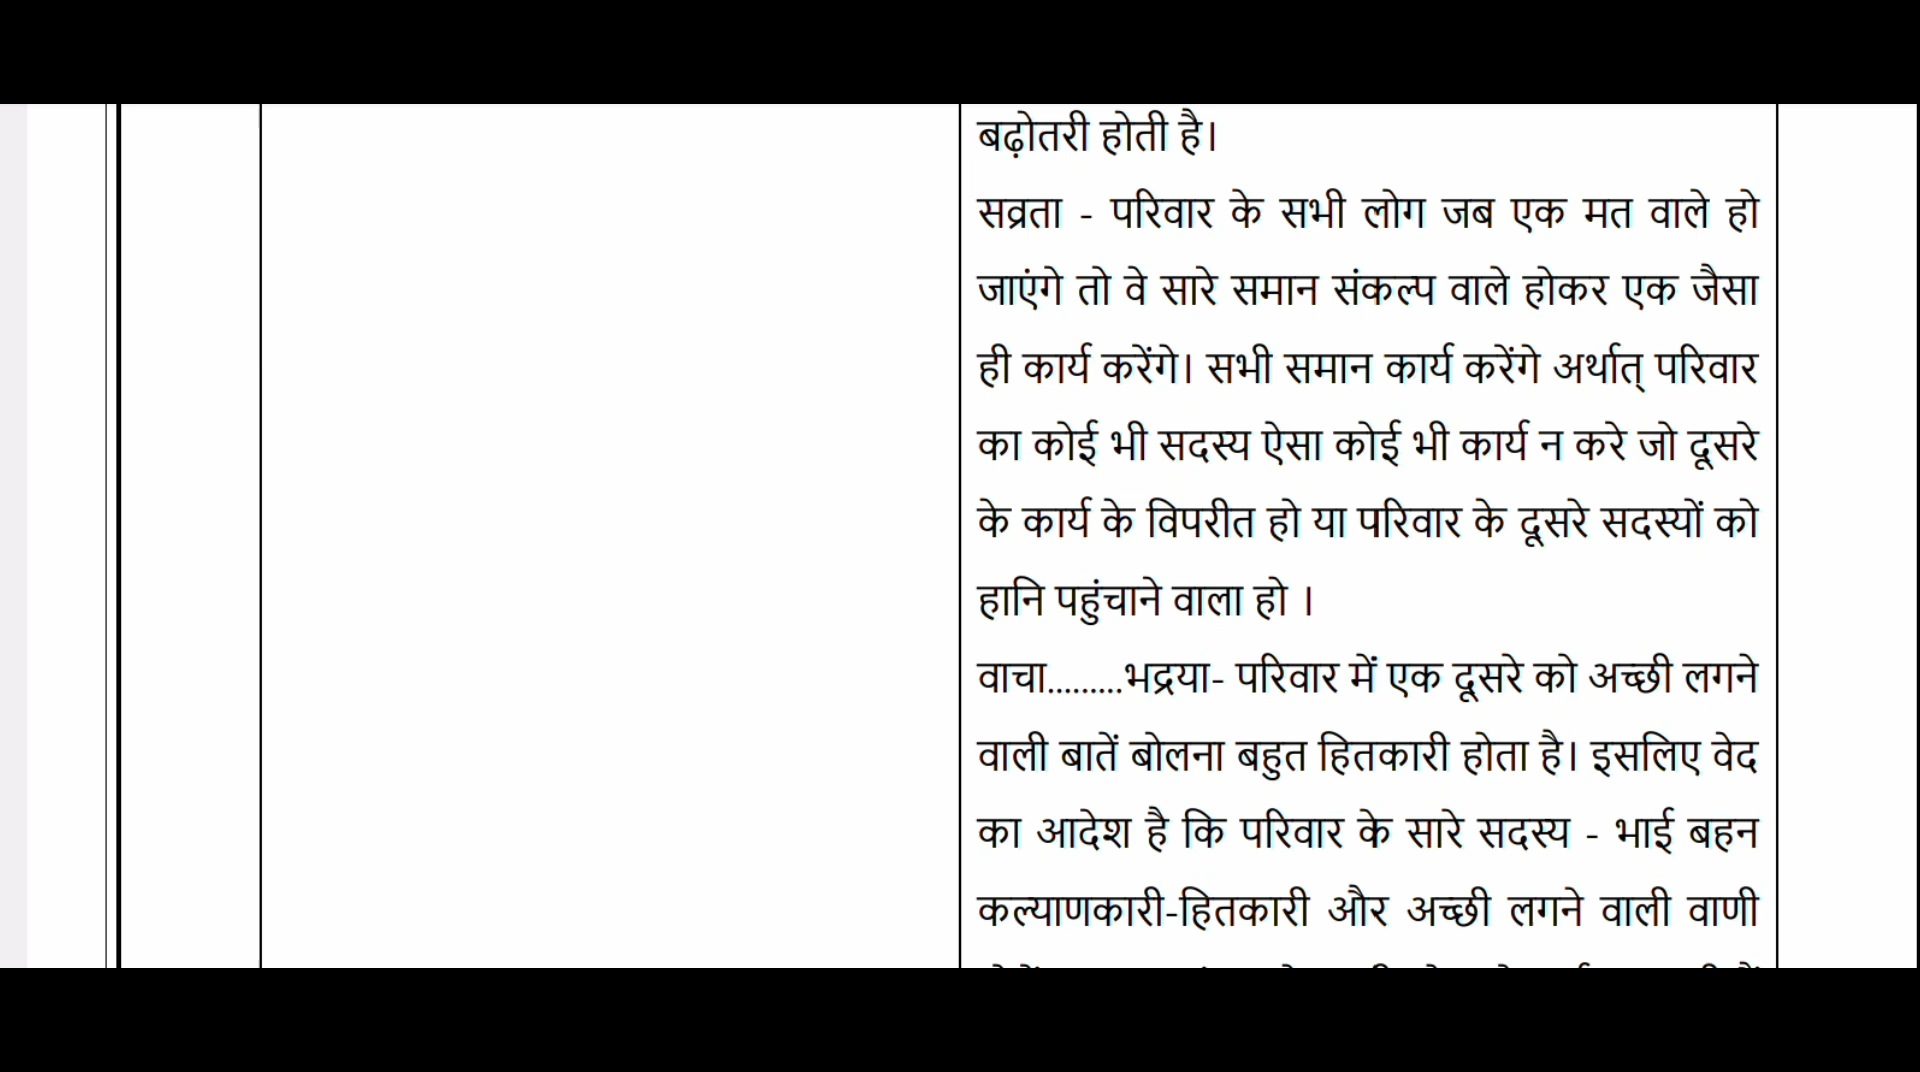 बढ़ोतरी होती है।
सव्रता - परिवार के सभी लोग जब एक मत वाले हो
जाएंगे तो वे सारे समान संकल्प वाले होकर एक जैसा
ही कार्य करेंगे। सभी समान कार्य करेंगे अर्थात् परिवार
का कोई भी सदस्य ऐसा कोई भी कार्य न करे जो दूसरे
के कार्य के विपरीत हो या परिवार के दूसरे सदस्यों को
हानि पहुंचाने वाला हो ।
वाचा.........भद्रया- परिवार में एक दूसरे को अच्छी लगने
वाली बातें बोलना बहुत हितकारी होता है। इसलिए वेद
का आदेश है कि परिवार के सारे सदस्य - भाई बहन
कल्याणकारी-हितकारी और अच्छी लगने वाली वाणी